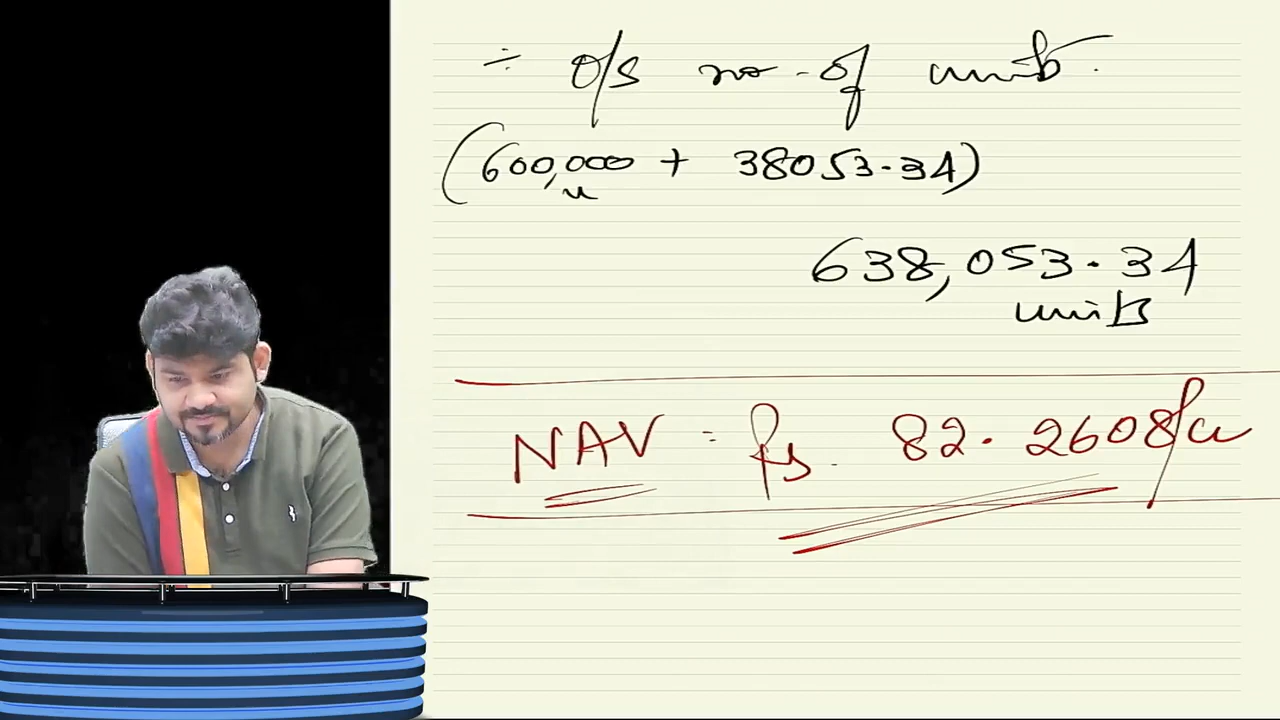 ÷ o/s no. of units.
(600,000 + 38053.34)
u
638,053.34
units
NAV = Rs. 82.2608/u